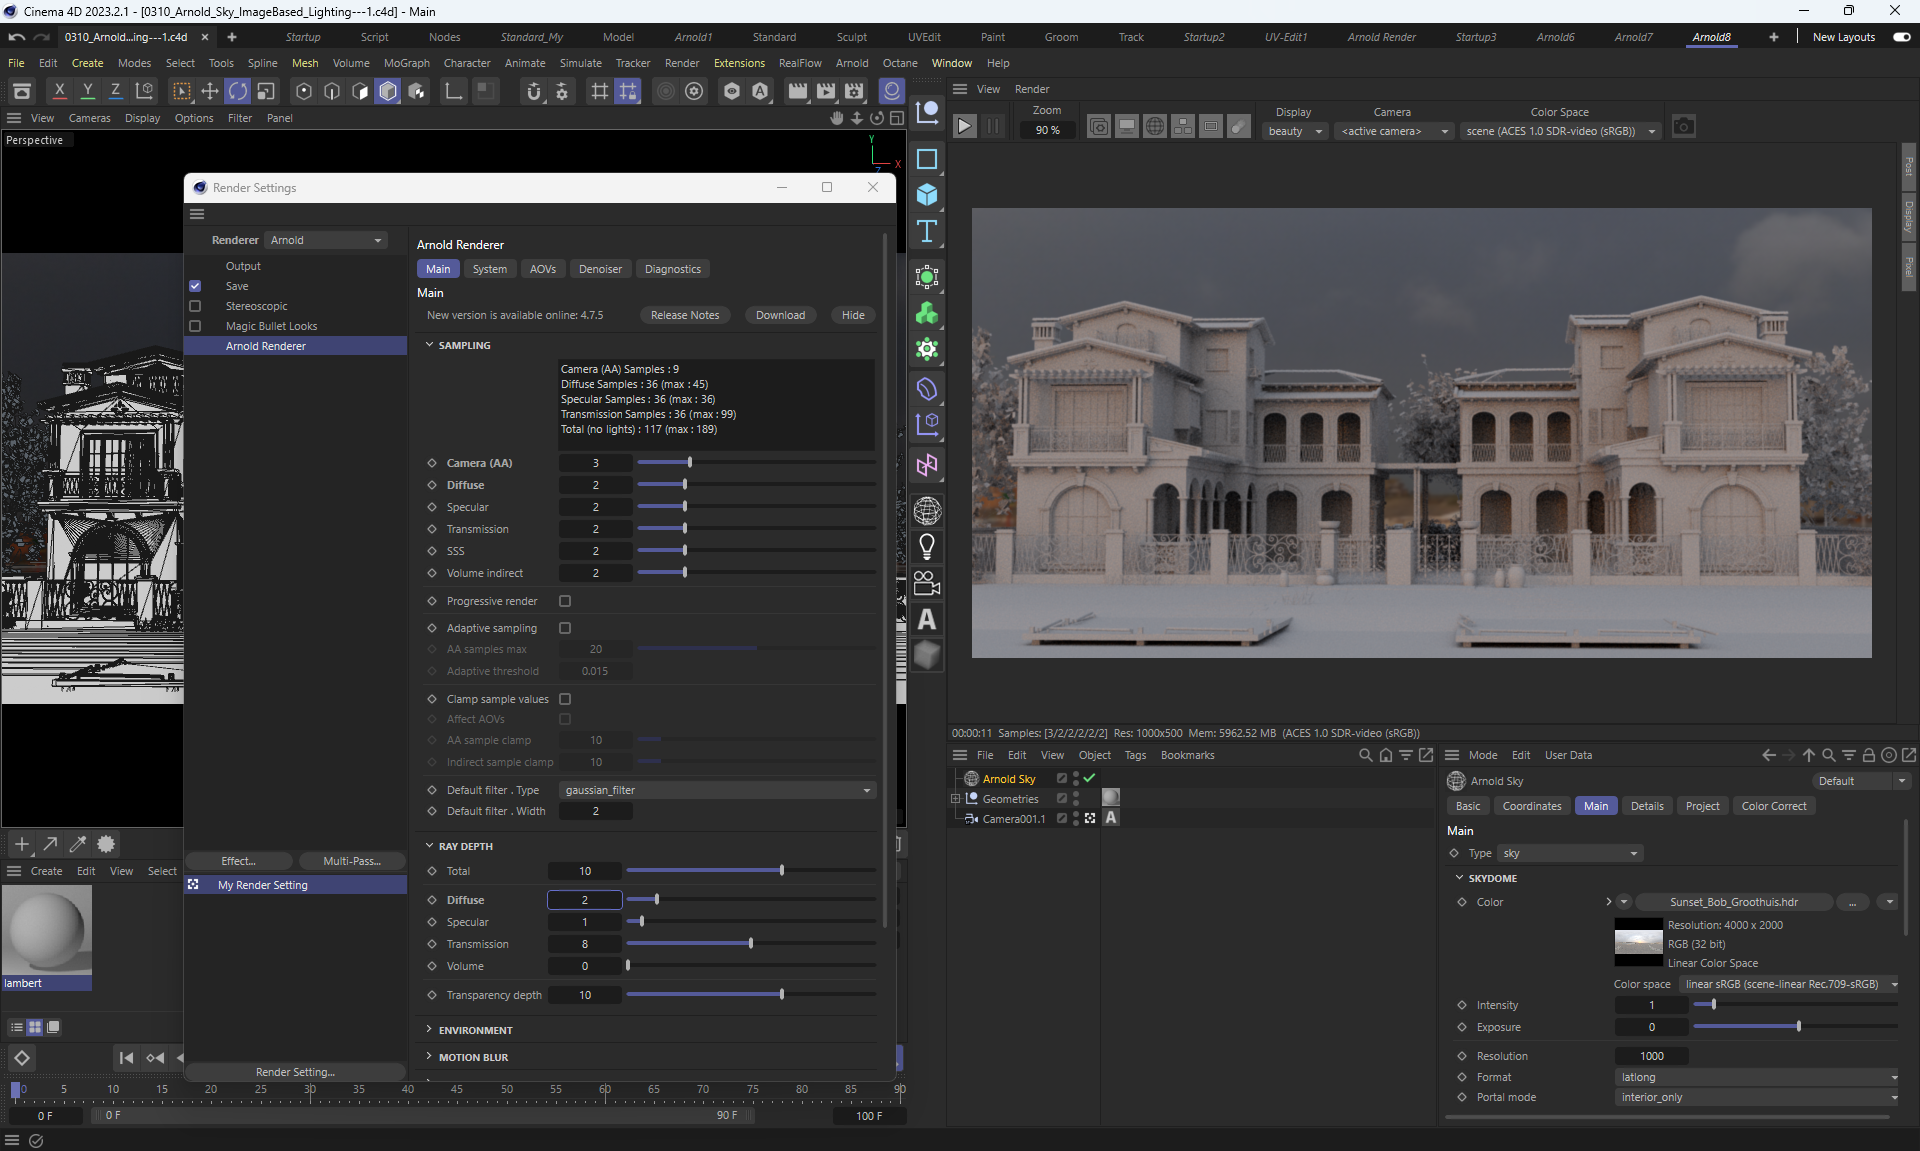 Cinema 4D 2023.2.1 - [0310_Arnold_Sky_ImageBased_Lighting---1.c4d] - Main
0310_Arnold...ing---1.c4d
Startup Script Nodes Standard_My Model Arnold1 Standard Sculpt UVEdit Paint Groom Track Startup2 UV-Edit1 Arnold Render Startup3 Arnold6 Arnold7 Arnold8 New Layouts
File Edit Create Modes Select Tools Spline Mesh Volume MoGraph Character Animate Simulate Tracker Render Extensions RealFlow Arnold Octane Window Help
X Y Z
View Cameras Display Options Filter Panel
Perspective
Y
X
Z
View Render
Zoom
90 %
Display
beauty
Camera
<active camera>
Color Space
scene (ACES 1.0 SDR-video (sRGB))
Post
Display
Pixel
Render Settings
Renderer Arnold
Output
Save
Stereoscopic
Magic Bullet Looks
Arnold Renderer
Effect...
Multi-Pass...
My Render Setting
Render Setting...
Arnold Renderer
Main System AOVs Denoiser Diagnostics
Main
New version is available online: 4.7.5 Release Notes Download Hide
SAMPLING
Camera (AA) Samples : 9
Diffuse Samples : 36 (max : 45)
Specular Samples : 36 (max : 36)
Transmission Samples : 36 (max : 99)
Total (no lights) : 117 (max : 189)
Camera (AA) 3
Diffuse 2
Specular 2
Transmission 2
SSS 2
Volume indirect 2
Progressive render
Adaptive sampling
AA samples max 20
Adaptive threshold 0.015
Clamp sample values
Affect AOVs
AA sample clamp 10
Indirect sample clamp 10
Default filter . Type gaussian_filter
Default filter . Width 2
RAY DEPTH
Total 10
Diffuse 2
Specular 1
Transmission 8
Volume 0
Transparency depth 10
ENVIRONMENT
MOTION BLUR
Create Edit View Select
lambert
0 5 10 15 20 25 30 35 40 45 50 55 60 65 70 75 80 85 90
0 F 0 F 90 F 100 F
00:00:11 Samples: [3/2/2/2/2/2] Res: 1000x500 Mem: 5962.52 MB (ACES 1.0 SDR-video (sRGB))
File Edit View Object Tags Bookmarks
Arnold Sky
Geometries
Camera001.1
Mode Edit User Data
Arnold Sky
Default
Basic Coordinates Main Details Project Color Correct
Main
Type sky
SKYDOME
Color Sunset_Bob_Groothuis.hdr ...
Resolution: 4000 x 2000
RGB (32 bit)
Linear Color Space
Color space linear sRGB (scene-linear Rec.709-sRGB)
Intensity 1
Exposure 0
Resolution 1000
Format latlong
Portal mode interior_only